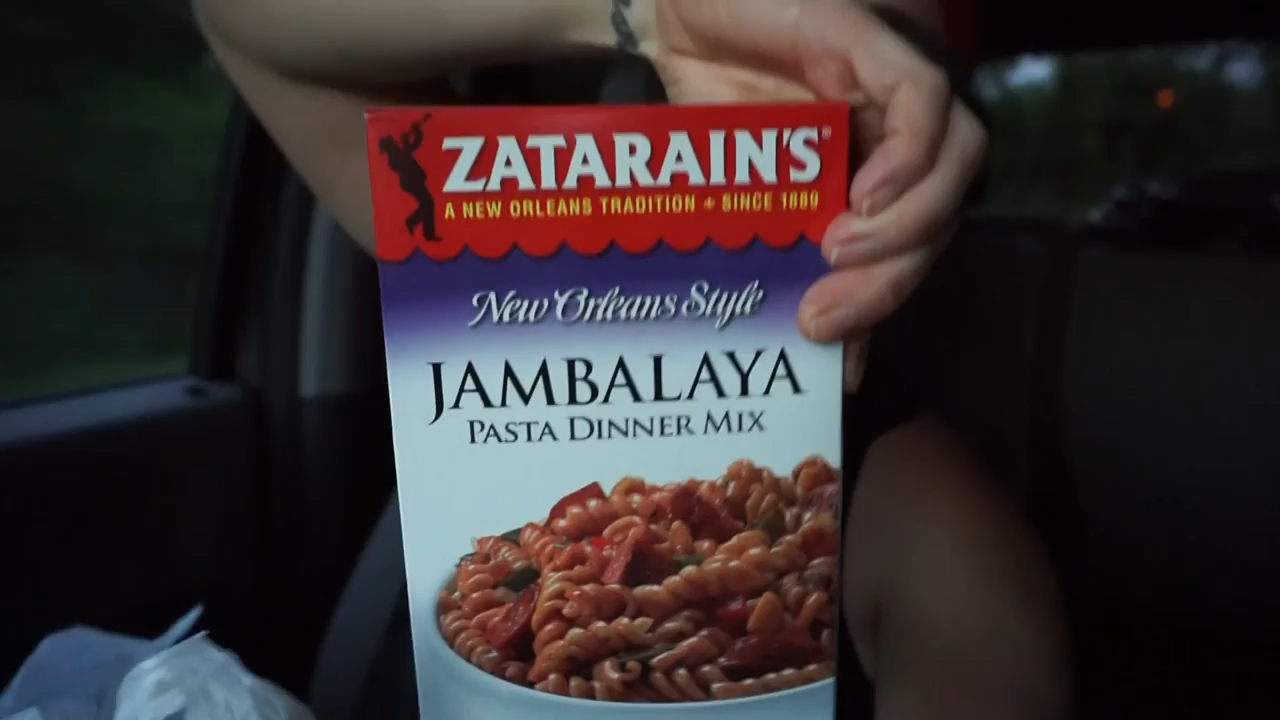 ZATARAIN'S®
A NEW ORLEANS TRADITION + SINCE 1889
New Orleans Style
JAMBALAYA
PASTA DINNER MIX